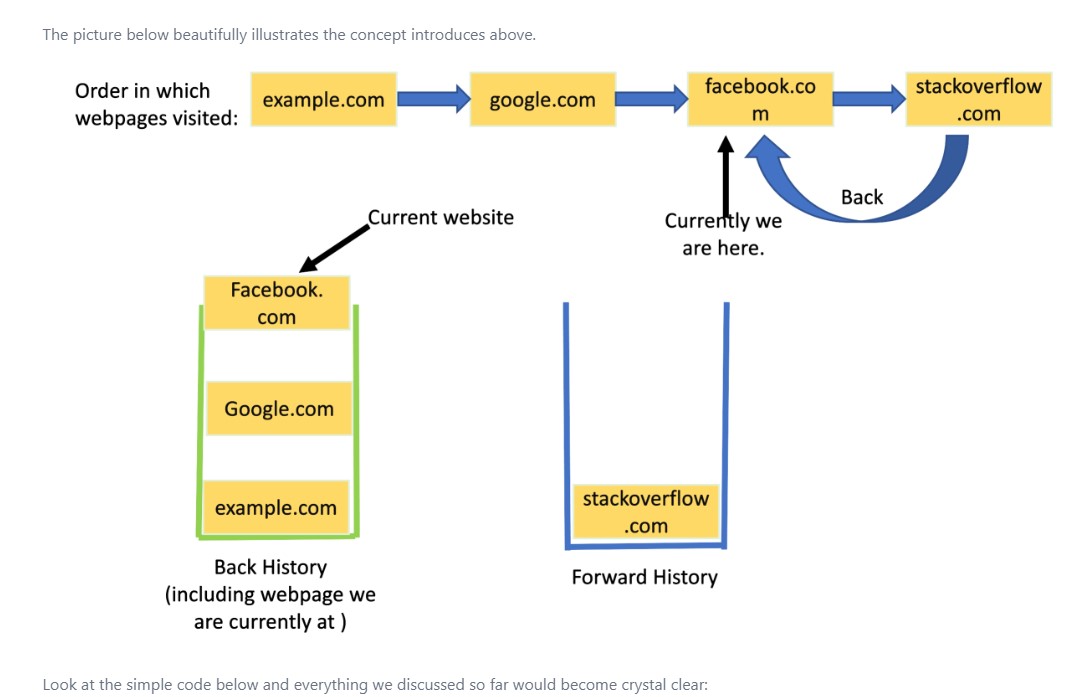 The picture below beautifully illustrates the concept introduces above.
Order in which
webpages visited:
example.com
google.com
facebook.co
m
stackoverflow
.com
Back
Currently we
are here.
Current website
Facebook.
com
Google.com
example.com
stackoverflow
.com
Back History
(including webpage we
are currently at )
Forward History
Look at the simple code below and everything we discussed so far would become crystal clear: